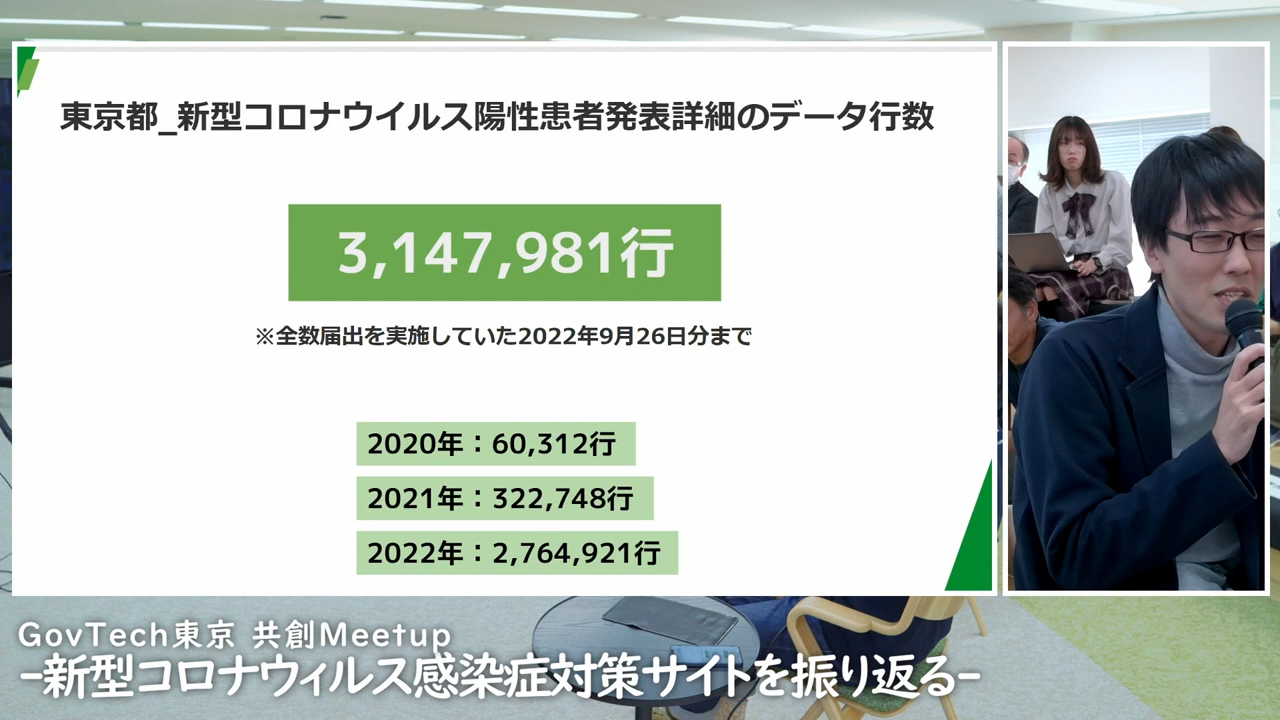 東京都_新型コロナウイルス陽性患者発表詳細のデータ行数
3,147,981行
※全数届出を実施していた2022年9月26日分まで
2020年：60,312行
2021年：322,748行
2022年：2,764,921行
GovTech東京 共創Meetup
-新型コロナウィルス感染症対策サイトを振り返る-